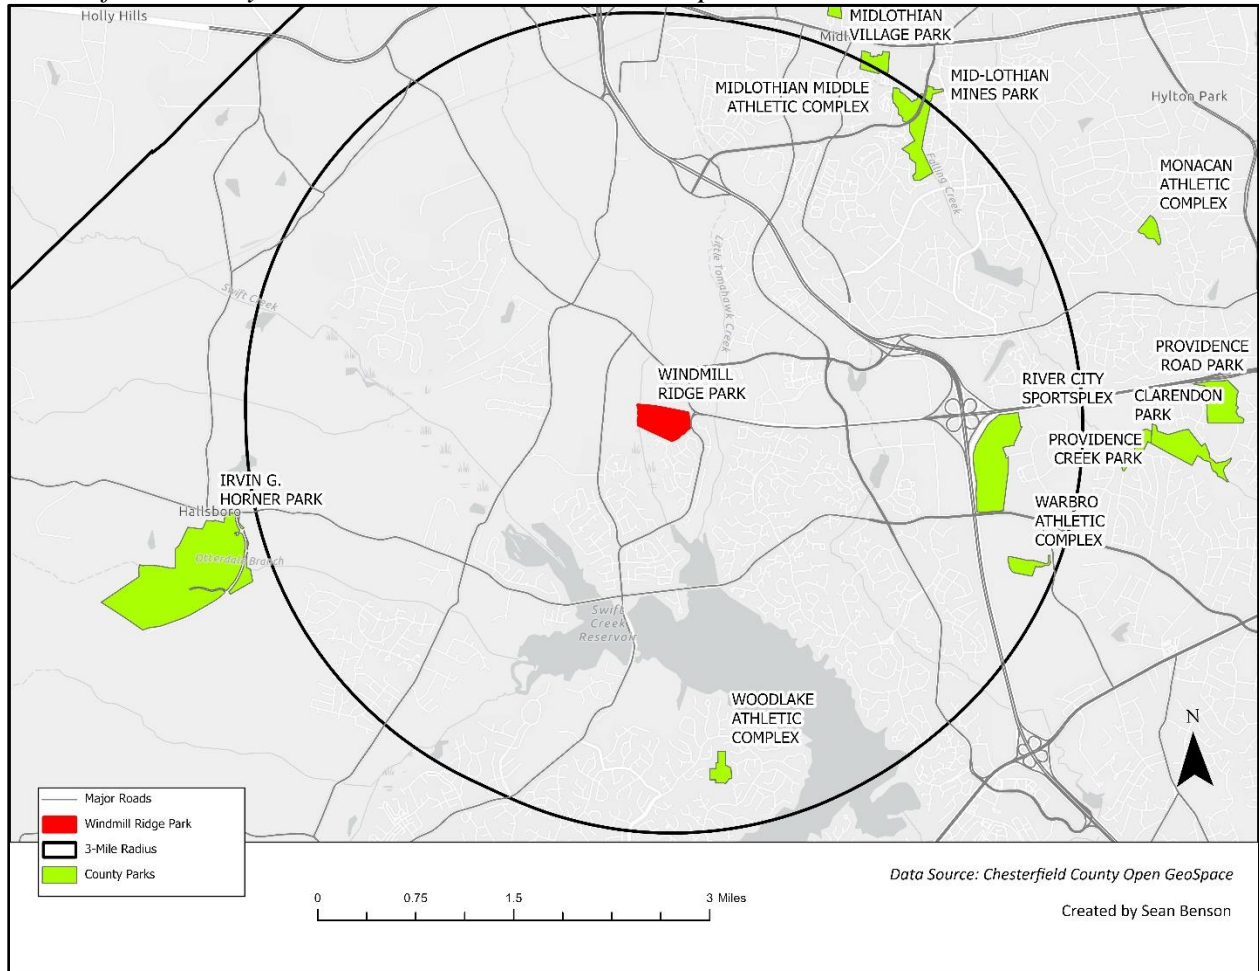 Holly Hills
MIDLOTHIAN
VILLAGE PARK
Midl
MIDLOTHIAN MIDDLE
ATHLETIC COMPLEX
MID-LOTHIAN
MINES PARK
Hylton Park
Falling Creek
MONACAN
ATHLETIC
COMPLEX
Swift Creek
Little Tomahawk Creek
WINDMILL
RIDGE PARK
PROVIDENCE
ROAD PARK
RIVER CITY
SPORTSPLEX
CLARENDON
PARK
PROVIDENCE
CREEK PARK
IRVIN G.
HORNER PARK
Hallsboro
WARBRO
ATHLETIC
COMPLEX
Otterdale Branch
Swift
Creek
Reservoir
WOODLAKE
ATHLETIC
COMPLEX
N
Major Roads
Windmill Ridge Park
3-Mile Radius
County Parks
Data Source: Chesterfield County Open GeoSpace
0 0.75 1.5 3 Miles
Created by Sean Benson